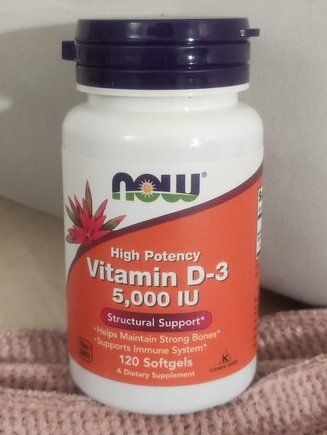 NOW
High Potency
Vitamin D-3
5,000 IU
Structural Support*
•Helps Maintain Strong Bones*
•Supports Immune System*
120 Softgels
A Dietary Supplement
K